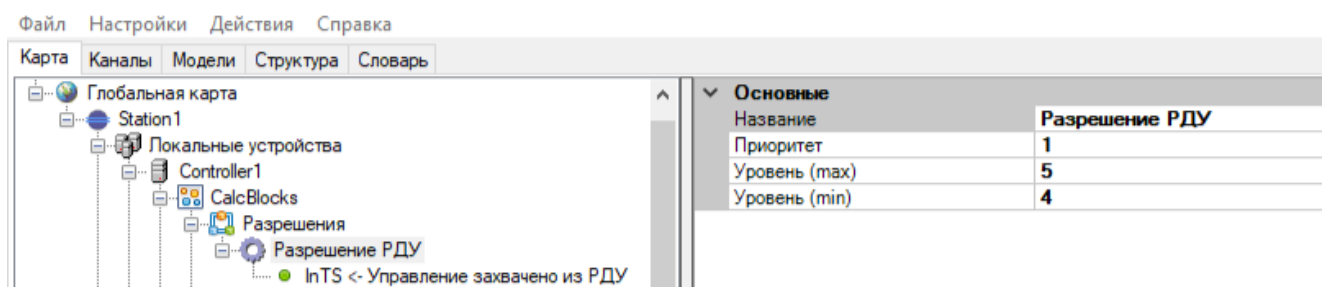 Файл Настройки Действия Справка
Карта Каналы Модели Структура Словарь
Глобальная карта
Station1
Локальные устройства
Controller1
CalcBlocks
Разрешения
Разрешение РДУ
InTS <- Управление захвачено из РДУ
Основные
Название Разрешение РДУ
Приоритет 1
Уровень (max) 5
Уровень (min) 4